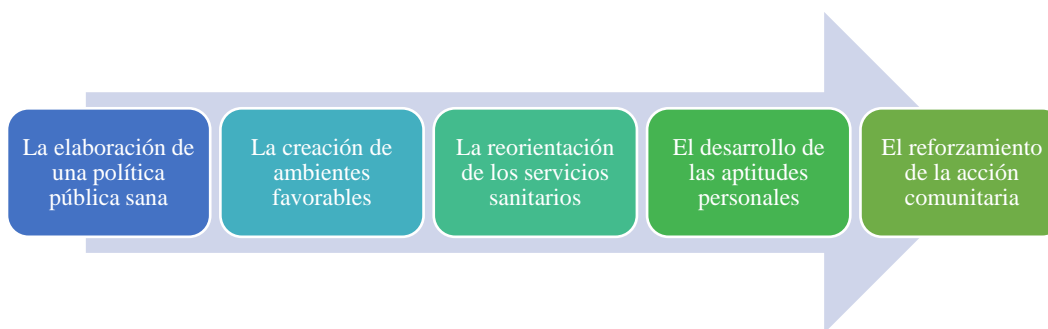 La elaboración de
una política
pública sana
La creación de
ambientes
favorables
La reorientación
de los servicios
sanitarios
El desarrollo de
las aptitudes
personales
El reforzamiento
de la acción
comunitaria